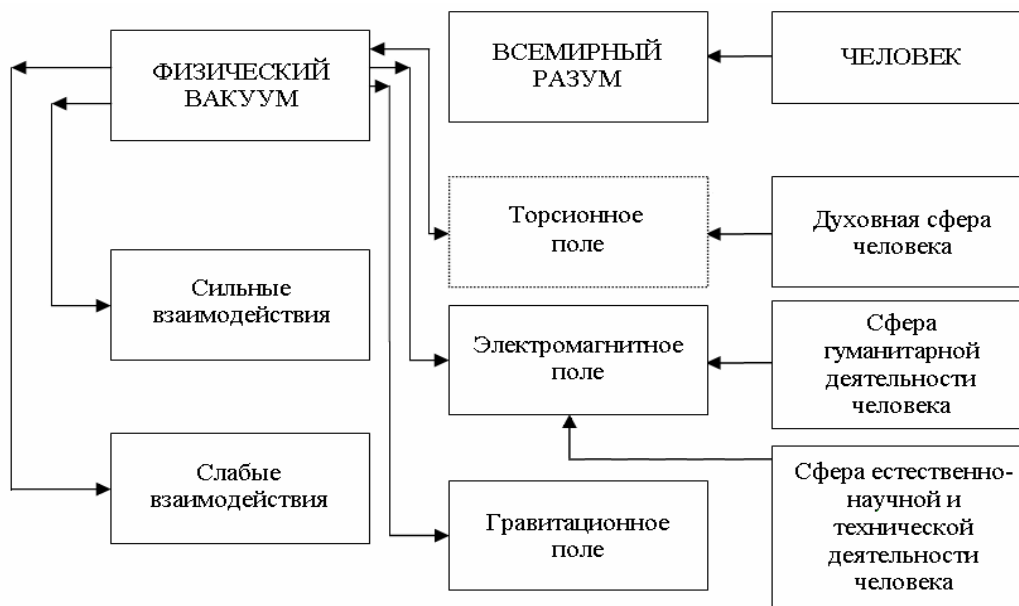 ФИЗИЧЕСКИЙ
ВАКУУМ
ВСЕМИРНЫЙ
РАЗУМ
ЧЕЛОВЕК
Торсионное
поле
Духовная сфера
человека
Сильные
взаимодействия
Электромагнитное
поле
Сфера
гуманитарной
деятельности
человека
Слабые
взаимодействия
Гравитационное
поле
Сфера естественно-
научной и
технической
деятельности
человека